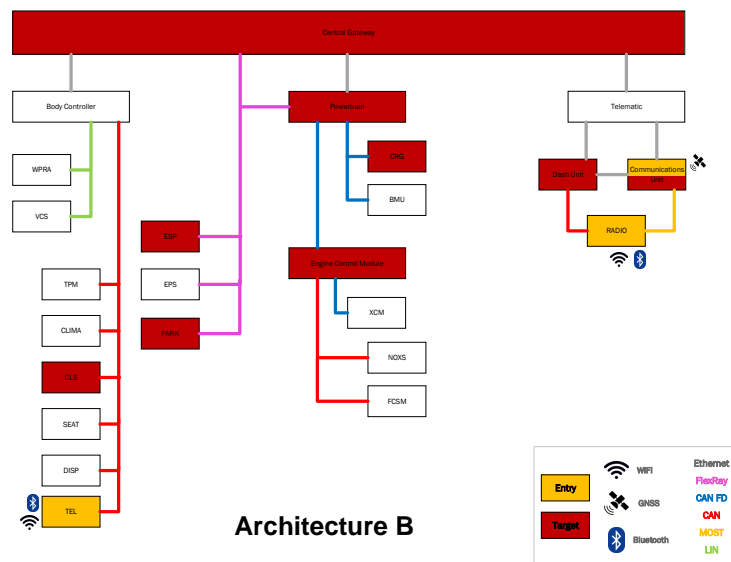 Central Gateway
Body Controller
Powertrain
Telematic
WPRA
VCS
CRG
BMU
Dash Unit
Communications
Unit
RADIO
ESP
EPS
PARK
Engine Control Module
XCM
NOXS
FCSM
TPM
CLIMA
CLS
SEAT
DISP
TEL
Architecture B
Entry
Target
WIFI
GNSS
Bluetooth
Ethernet
FlexRay
CAN FD
CAN
MOST
LIN